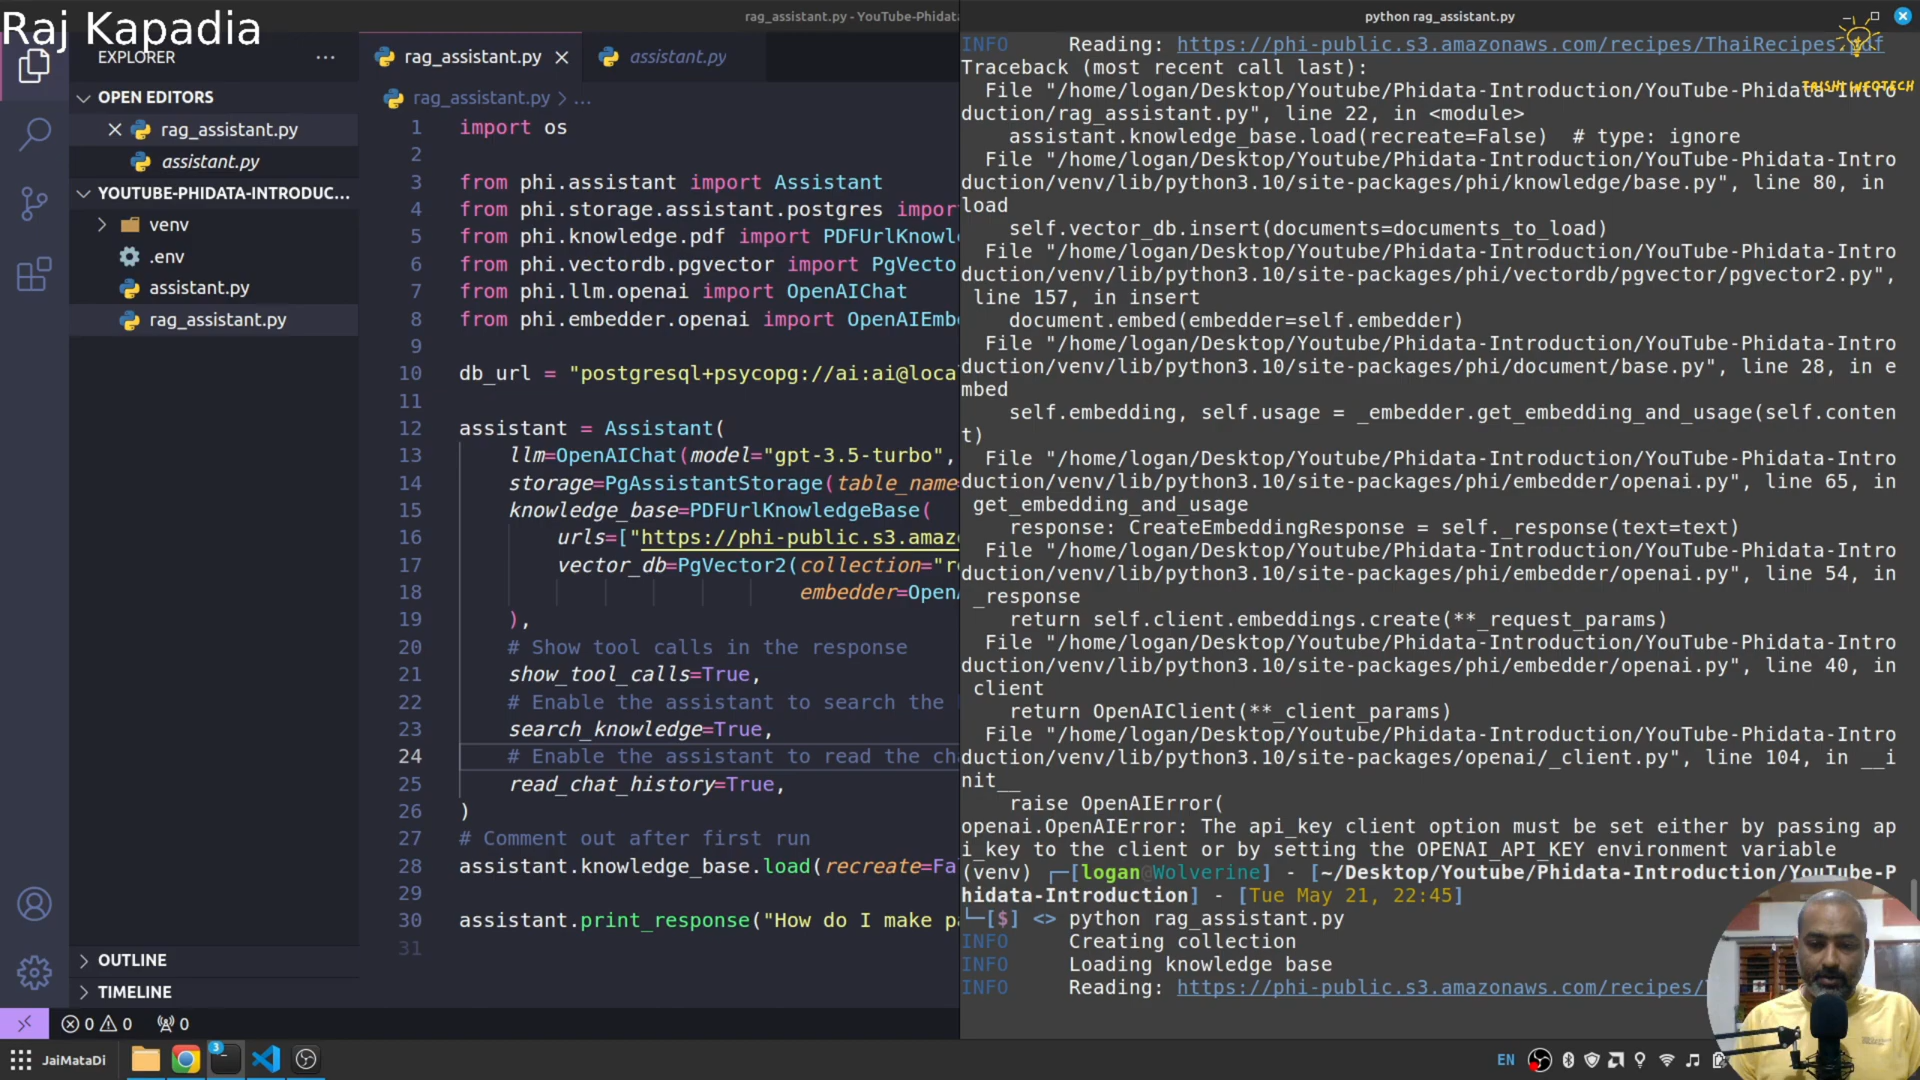 Raj Kapadia
rag_assistant.py - YouTube-Phidata
python rag_assistant.py
EXPLORER
rag_assistant.py
assistant.py
OPEN EDITORS
rag_assistant.py
assistant.py
YOUTUBE-PHIDATA-INTRODUC...
venv
.env
assistant.py
rag_assistant.py
OUTLINE
TIMELINE
rag_assistant.py > ...
1 import os
2
3 from phi.assistant import Assistant
4 from phi.storage.assistant.postgres import
5 from phi.knowledge.pdf import PDFUrlKnowl
6 from phi.vectordb.pgvector import PgVecto
7 from phi.llm.openai import OpenAIChat
8 from phi.embedder.openai import OpenAIEmb
9
10 db_url = "postgresql+psycopg://ai:ai@loca
11
12 assistant = Assistant(
13 llm=OpenAIChat(model="gpt-3.5-turbo",
14 storage=PgAssistantStorage(table_name=
15 knowledge_base=PDFUrlKnowledgeBase(
16 urls=["https://phi-public.s3.amaz
17 vector_db=PgVector2(collection="r
18 embedder=Open
19 ),
20 # Show tool calls in the response
21 show_tool_calls=True,
22 # Enable the assistant to search the
23 search_knowledge=True,
24 # Enable the assistant to read the ch
25 read_chat_history=True,
26 )
27 # Comment out after first run
28 assistant.knowledge_base.load(recreate=Fa
29
30 assistant.print_response("How do I make p
31
INFO Reading: https://phi-public.s3.amazonaws.com/recipes/ThaiRecipes.pdf
Traceback (most recent call last):
File "/home/logan/Desktop/Youtube/Phidata-Introduction/YouTube-Phidata-Intro
duction/rag_assistant.py", line 22, in <module>
assistant.knowledge_base.load(recreate=False) # type: ignore
File "/home/logan/Desktop/Youtube/Phidata-Introduction/YouTube-Phidata-Intro
duction/venv/lib/python3.10/site-packages/phi/knowledge/base.py", line 80, in
load
self.vector_db.insert(documents=documents_to_load)
File "/home/logan/Desktop/Youtube/Phidata-Introduction/YouTube-Phidata-Intro
duction/venv/lib/python3.10/site-packages/phi/vectordb/pgvector/pgvector2.py",
line 157, in insert
document.embed(embedder=self.embedder)
File "/home/logan/Desktop/Youtube/Phidata-Introduction/YouTube-Phidata-Intro
duction/venv/lib/python3.10/site-packages/phi/document/base.py", line 28, in e
mbed
self.embedding, self.usage = _embedder.get_embedding_and_usage(self.conten
t)
File "/home/logan/Desktop/Youtube/Phidata-Introduction/YouTube-Phidata-Intro
duction/venv/lib/python3.10/site-packages/phi/embedder/openai.py", line 65, in
get_embedding_and_usage
response: CreateEmbeddingResponse = self._response(text=text)
File "/home/logan/Desktop/Youtube/Phidata-Introduction/YouTube-Phidata-Intro
duction/venv/lib/python3.10/site-packages/phi/embedder/openai.py", line 54, in
_response
return self.client.embeddings.create(**_request_params)
File "/home/logan/Desktop/Youtube/Phidata-Introduction/YouTube-Phidata-Intro
duction/venv/lib/python3.10/site-packages/phi/embedder/openai.py", line 40, in
client
return OpenAIClient(**_client_params)
File "/home/logan/Desktop/Youtube/Phidata-Introduction/YouTube-Phidata-Intro
duction/venv/lib/python3.10/site-packages/openai/_client.py", line 104, in __i
nit__
raise OpenAIError(
openai.OpenAIError: The api_key client option must be set either by passing ap
i_key to the client or by setting the OPENAI_API_KEY environment variable
(venv) ┌─[logan@Wolverine] - [~/Desktop/Youtube/Phidata-Introduction/YouTube-P
hidata-Introduction] - [Tue May 21, 22:45]
└─[$] <> python rag_assistant.py
INFO Creating collection
INFO Loading knowledge base
INFO Reading: https://phi-public.s3.amazonaws.com/recipes/
0 0 0
JaiMataDi
3
EN